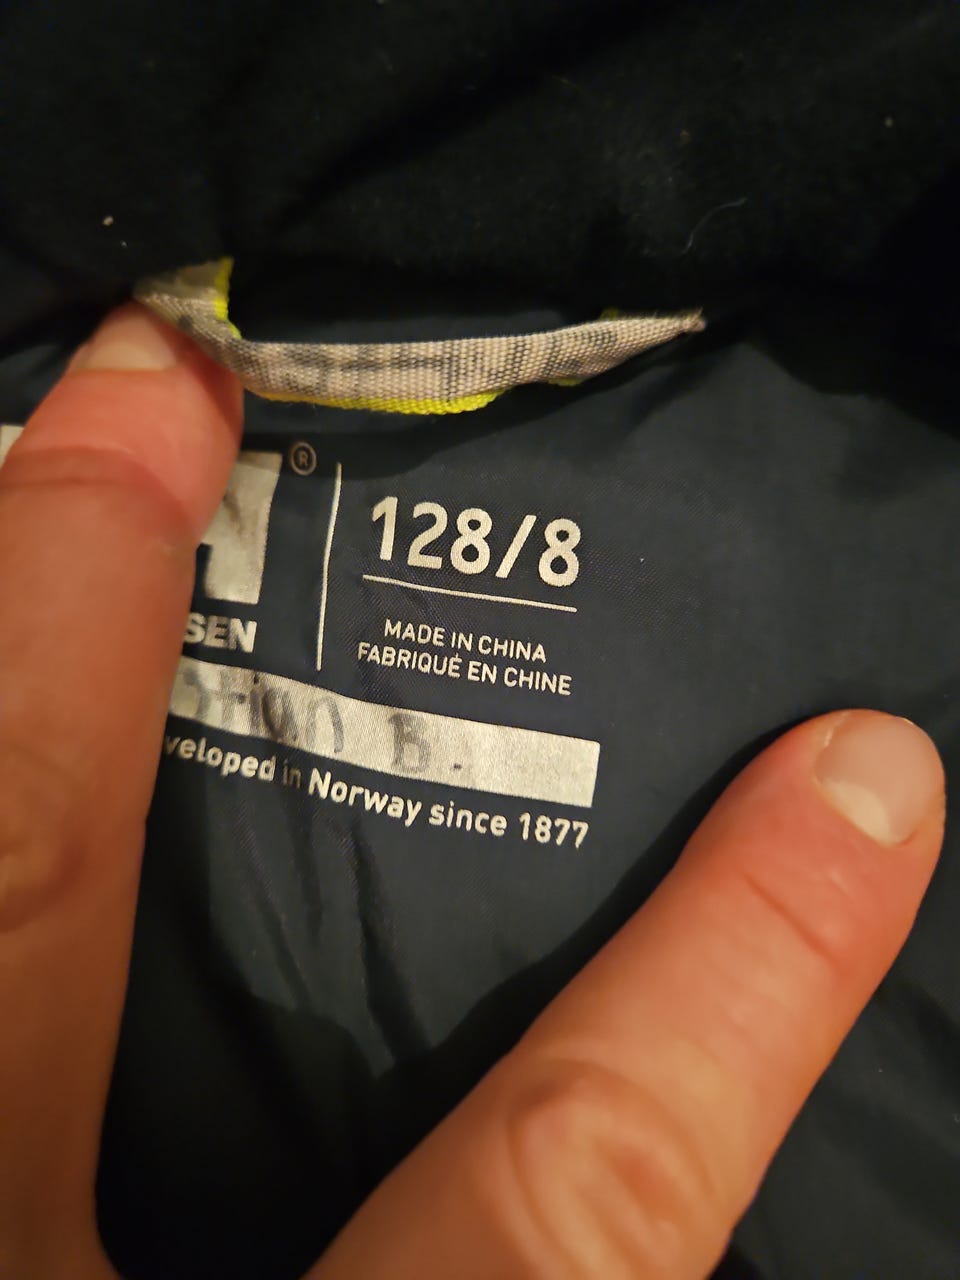 ®
128/8
MADE IN CHINA
FABRIQUÉ EN CHINE
SEN
B.
veloped in Norway since 1877